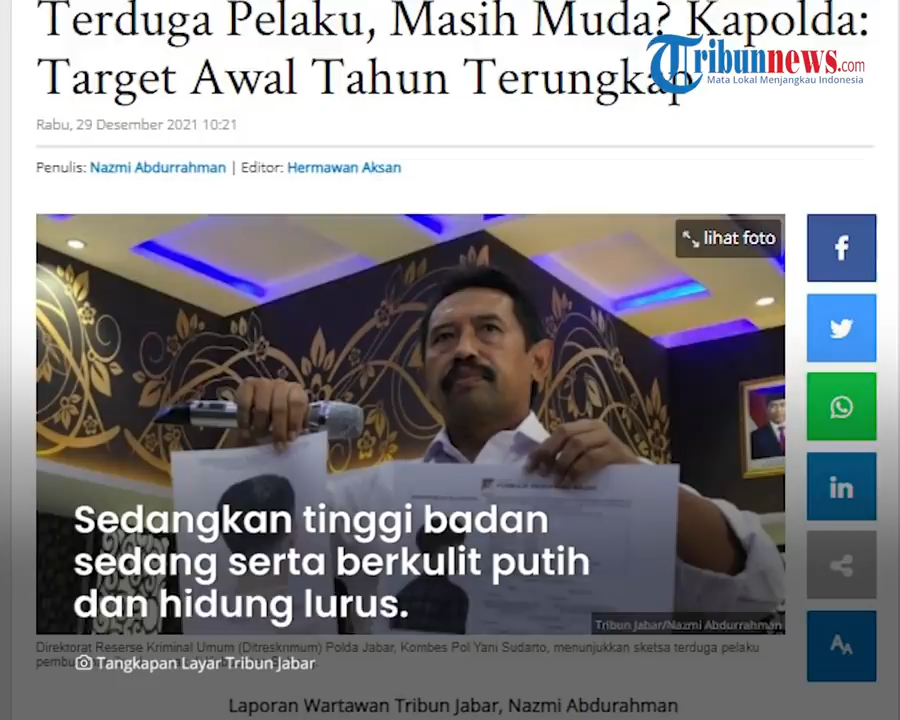 Terduga Pelaku, Masih Muda? Kapolda:
Target Awal Tahun Terungkap
Tribunnews.com
Mata Lokal Menjangkau Indonesia
Rabu, 29 Desember 2021 10:21
Penulis: Nazmi Abdurrahman | Editor: Hermawan Aksan
lihat foto
f
in
Sedangkan tinggi badan
sedang serta berkulit putih
dan hidung lurus.
Tribun Jabar/Nazmi Abdurrahman
AA
Direktorat Reserse Kriminal Umum (Ditreskrimum) Polda Jabar, Kombes Pol Yani Sudarto, menunjukkan sketsa terduga pelaku
Tangkapan Layar Tribun Jabar
Laporan Wartawan Tribun Jabar, Nazmi Abdurahman